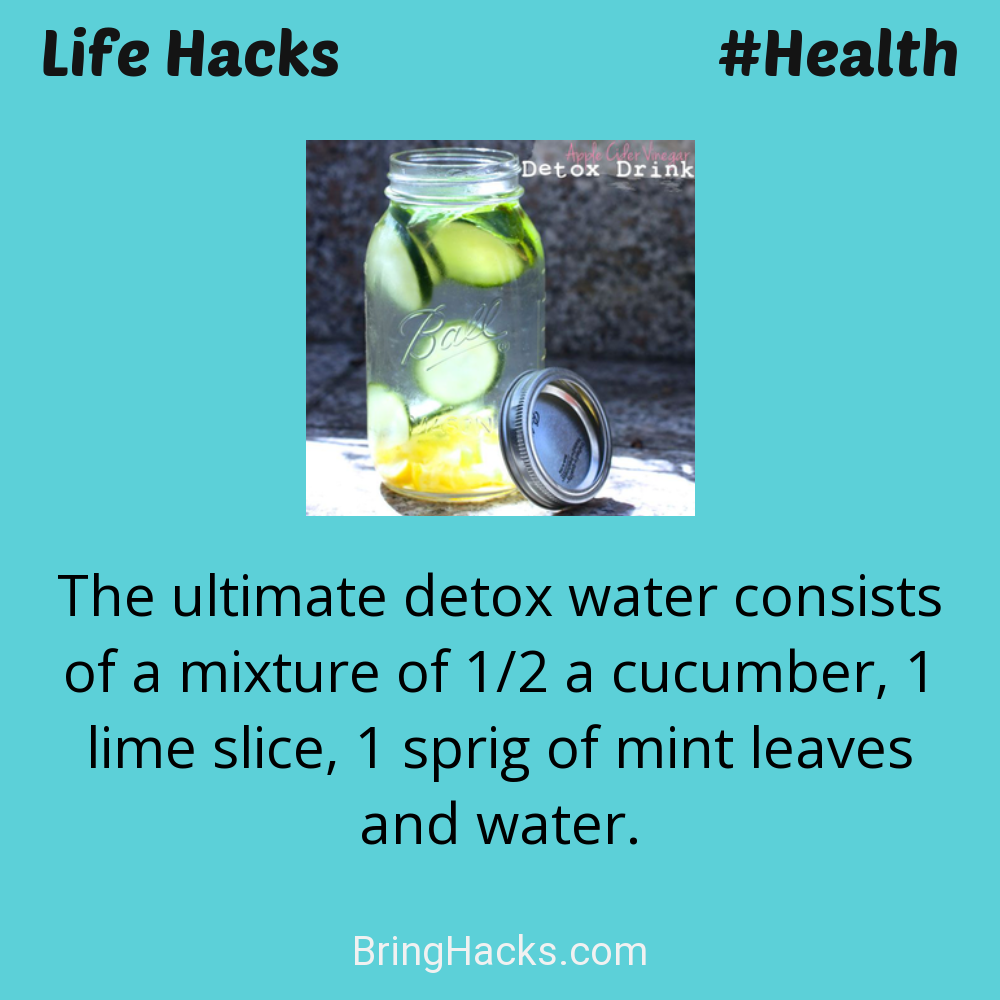 Life Hacks
#Health
Apple Cider Vinegar
Detox Drink
Ball
The ultimate detox water consists
of a mixture of 1/2 a cucumber, 1
lime slice, 1 sprig of mint leaves
and water.
BringHacks.com